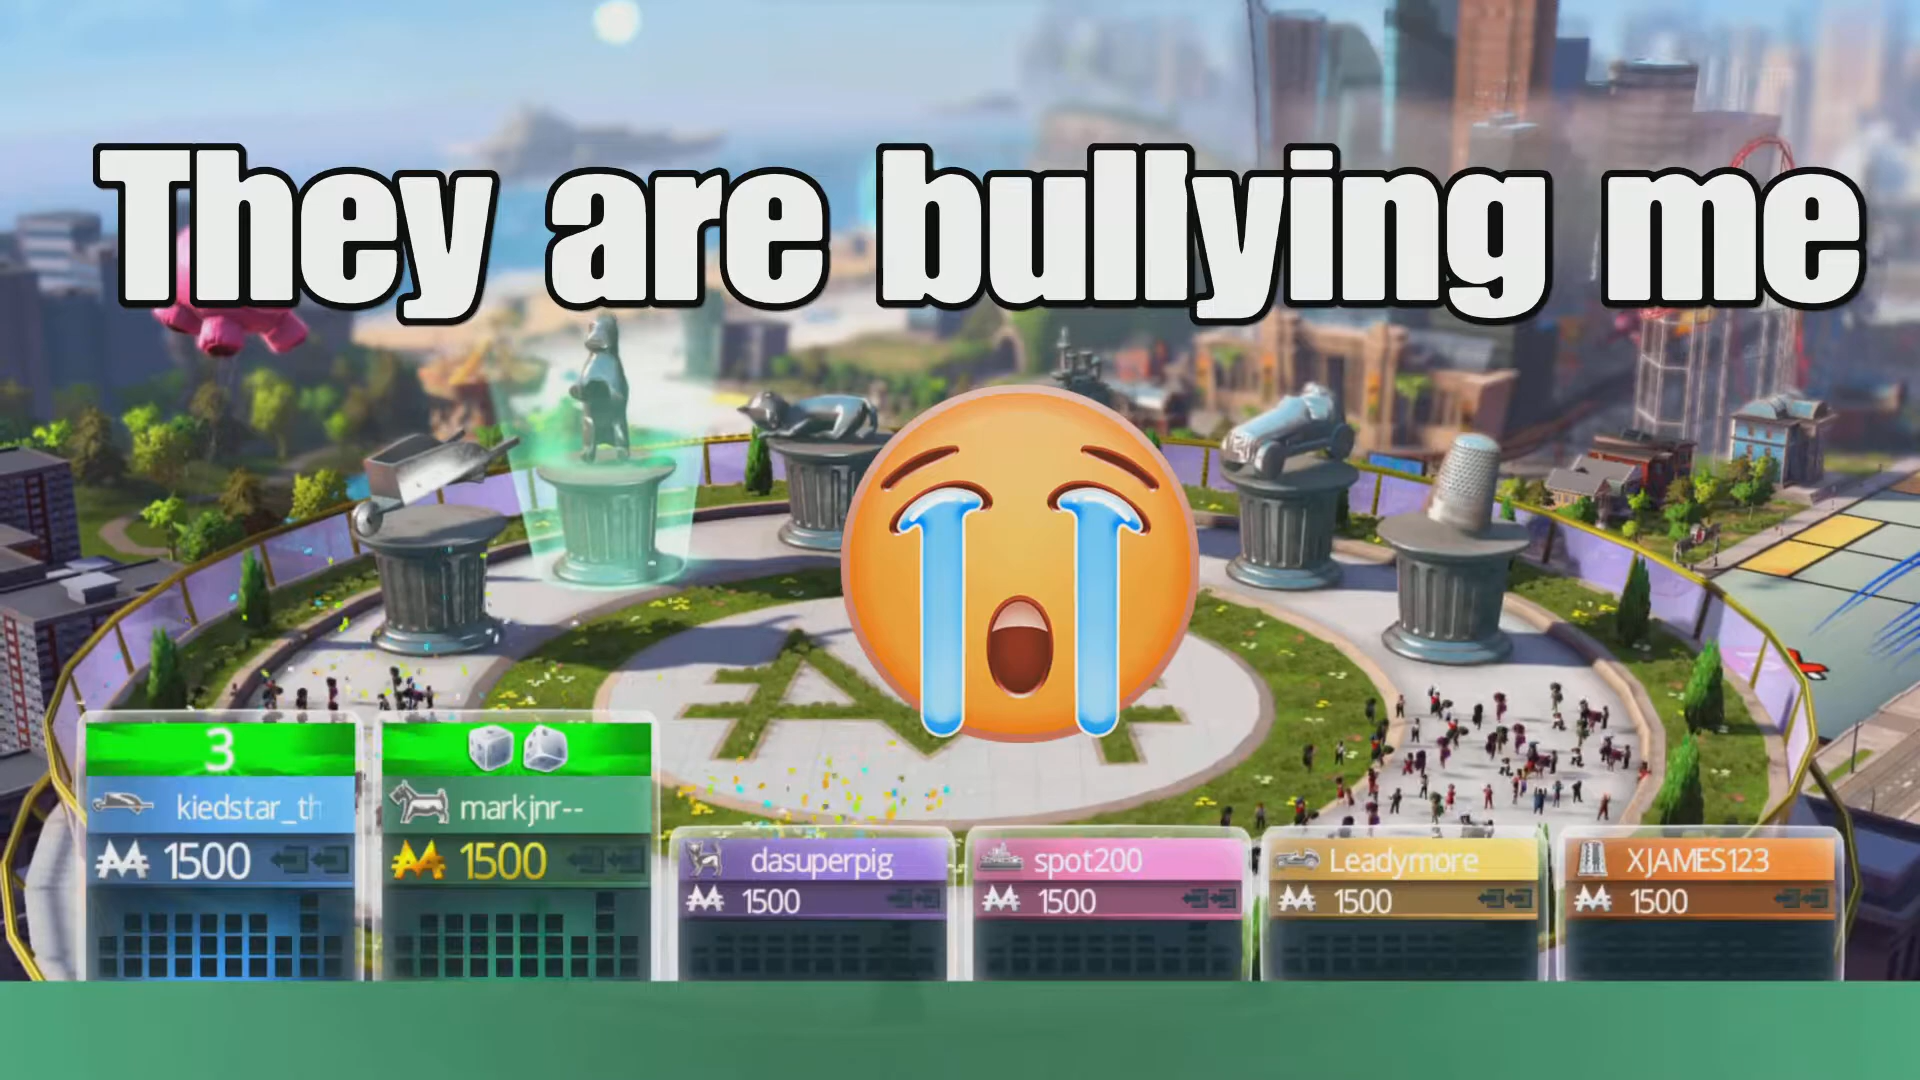 They are bullying me
3
kiedstar_th
markjnr--
1500
1500
dasuperpig
spot200
Leadymore
XJAMES123
1500
1500
1500
1500